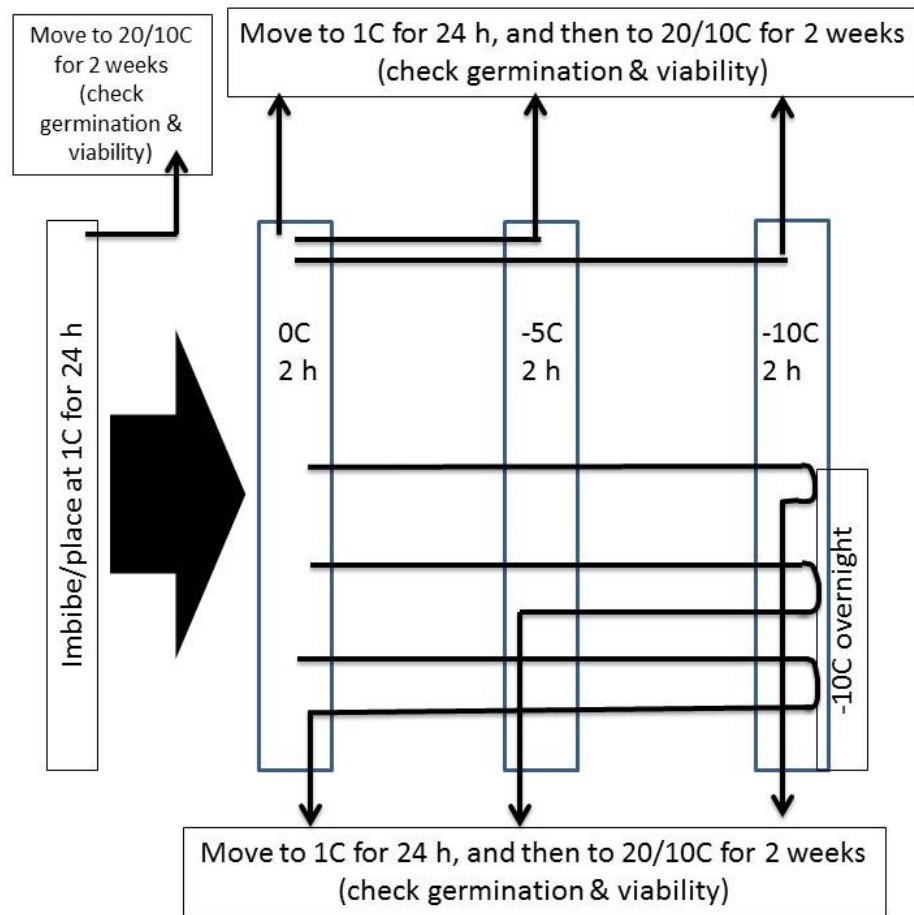 Move to 20/10C
for 2 weeks
(check
germination &
viability)
Move to 1C for 24 h, and then to 20/10C for 2 weeks
(check germination & viability)
Imbibe/place at 1C for 24 h
0C
2 h
-5C
2 h
-10C
2 h
-10C overnight
Move to 1C for 24 h, and then to 20/10C for 2 weeks
(check germination & viability)